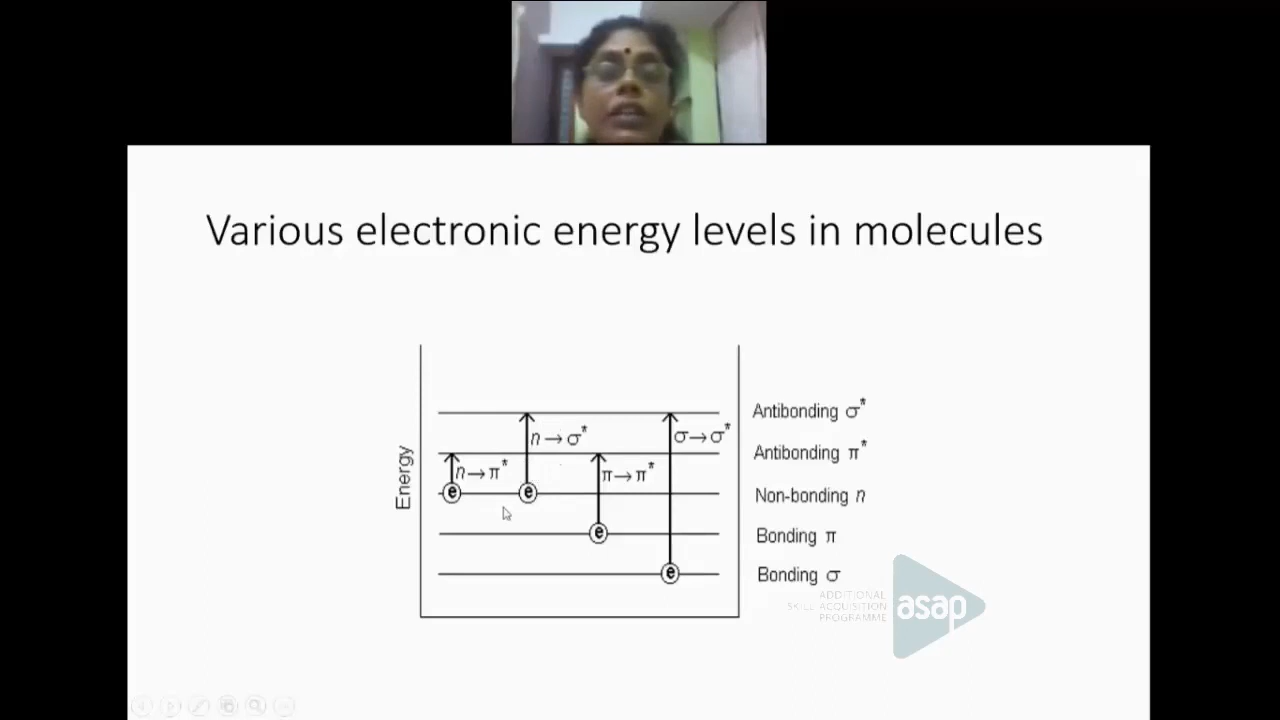 Various electronic energy levels in molecules
Energy
Antibonding σ*
n→σ*
σ→σ*
Antibonding π*
n→π*
π→π*
e
e
Non-bonding n
e
Bonding π
e
Bonding σ
ADDITIONAL
SKILL ACQUISITION
PROGRAMME
asap